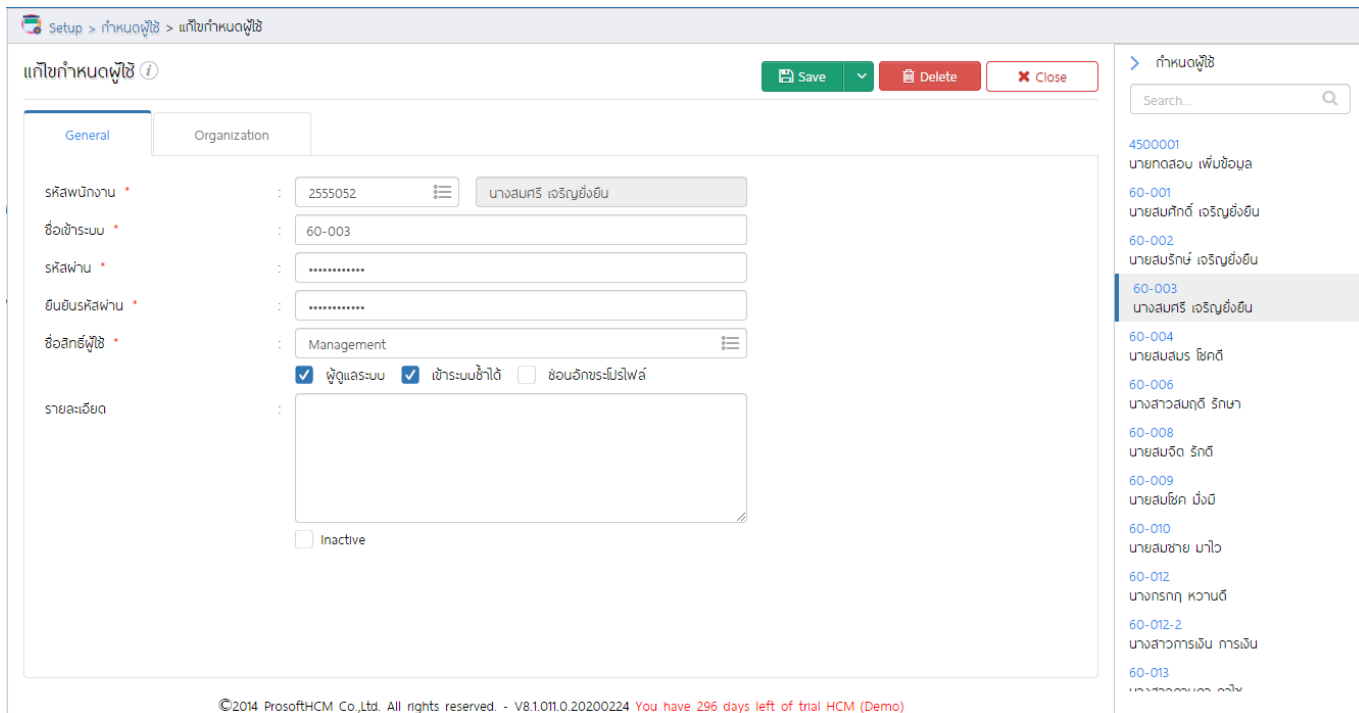 Setup > กำหนดผู้ใช้ > แก้ไขกำหนดผู้ใช้
แก้ไขกำหนดผู้ใช้ i
Save
Delete
Close
General
Organization
รหัสพนักงาน * : 2555052 นางสมศรี เจริญยั่งยืน
ชื่อเข้าระบบ * : 60-003
รหัสผ่าน * : ••••••••••••
ยืนยันรหัสผ่าน * : ••••••••••••
ชื่อสิทธิ์ผู้ใช้ * : Management
ผู้ดูแลระบบ เข้าระบบซ้ำได้ ซ่อนอักขระโปรไฟล์
รายละเอียด :
Inactive
©2014 ProsoftHCM Co.,Ltd. All rights reserved. - V8.1.011.0.20200224 You have 296 days left of trial HCM (Demo)
กำหนดผู้ใช้
Search...
4500001
นายทดสอบ เพิ่มข้อมูล
60-001
นายสมศักดิ์ เจริญยั่งยืน
60-002
นายสมรักษ์ เจริญยั่งยืน
60-003
นางสมศรี เจริญยั่งยืน
60-004
นายสมสมร โชคดี
60-006
นางสาวสมฤดี รักษา
60-008
นายสมจิต รักดี
60-009
นายสมโชค มั่งมี
60-010
นายสมชาย มาไว
60-012
นางกรกฎ หวานดี
60-012-2
นางสาวการเงิน การเงิน
60-013